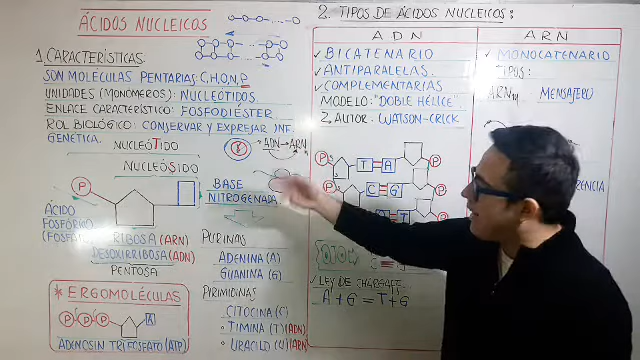 ÁCIDOS NUCLEICOS
1. CARACTERÍSTICAS:
SON MOLÉCULAS PENTARIAS: C,H,O,N,P
UNIDADES (MONÓMEROS): NUCLEÓTIDOS
ENLACE CARACTERÍSTICO: FOSFODIÉSTER
ROL BIOLÓGICO: CONSERVAR Y EXPRESAR INF.
GENÉTICA.
ADN → ARN
NUCLEÓTIDO
NUCLEÓSIDO
P
BASE
NITROGENADA
ÁCIDO
FOSFÓRICO
RIBOSA (ARN)
DESOXIRRIBOSA (ADN)
PENTOSA
PURINAS
ADENINA (A)
GUANINA (G)
PIRIMIDINAS
CITOCINA (C)
TIMINA (T) (ADN)
URACILO (U) (ARN)
* ERGOMOLÉCULAS
P P P A
ADENOSIN TRIFOSFATO (ATP)
2. TIPOS DE ÁCIDOS NUCLEICOS:
ADN
✓ BICATENARIO
✓ ANTIPARALELAS
✓ COMPLEMENTARIAS
MODELO: "DOBLE HÉLICE"
AUTOR: WATSON-CRICK
P T = A P
P C ≡ G P
✓ LEY DE CHARGAFF:
A + G = T + G
ARN
✓ MONOCATENARIO
TIPOS:
ARNm MENSAJERO